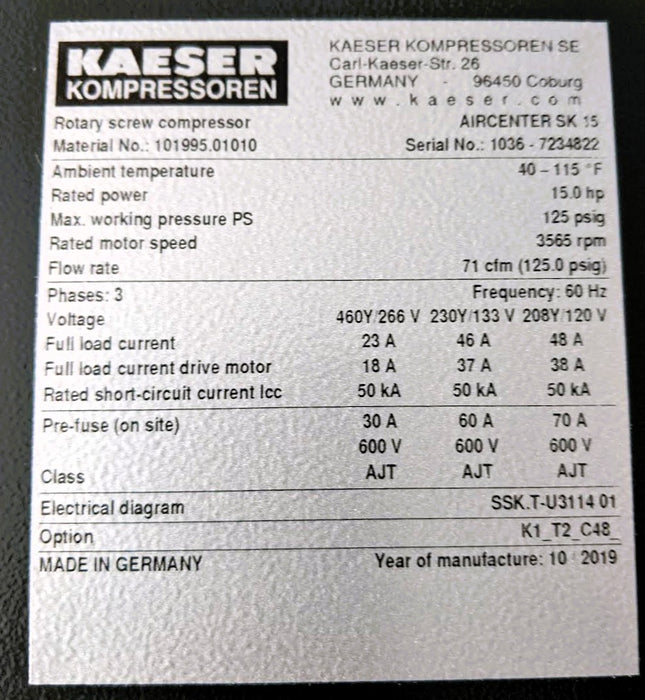 KAESER
KOMPRESSOREN
KAESER KOMPRESSOREN SE
Carl-Kaeser-Str. 26
GERMANY - 96450 Coburg
www.kaeser.com
Rotary screw compressor AIRCENTER SK 15
Material No.: 101995.01010 Serial No.: 1036 - 7234822
Ambient temperature 40 – 115 °F
Rated power 15.0 hp
Max. working pressure PS 125 psig
Rated motor speed 3565 rpm
Flow rate 71 cfm (125.0 psig)
Phases: 3 Frequency: 60 Hz
Voltage 460Y/266 V 230Y/133 V 208Y/120 V
Full load current 23 A 46 A 48 A
Full load current drive motor 18 A 37 A 38 A
Rated short-circuit current Icc 50 kA 50 kA 50 kA
Pre-fuse (on site) 30 A 60 A 70 A
600 V 600 V 600 V
Class AJT AJT AJT
Electrical diagram SSK.T-U3114.01
Option K1_T2_C48_
MADE IN GERMANY Year of manufacture: 10 / 2019